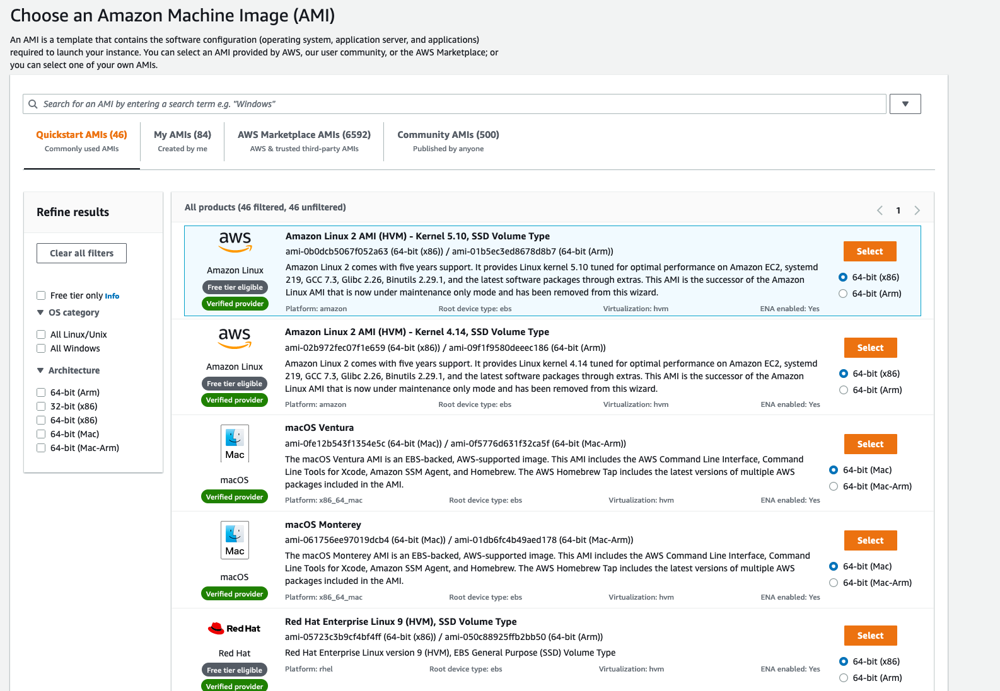 Choose an Amazon Machine Image (AMI)
An AMI is a template that contains the software configuration (operating system, application server, and applications)
required to launch your instance. You can select an AMI provided by AWS, our user community, or the AWS Marketplace; or
you can select one of your own AMIs.
Search for an AMI by entering a search term e.g. "Windows"
Quickstart AMIs (46)
Commonly used AMIs
My AMIs (84)
Created by me
AWS Marketplace AMIs (6592)
AWS & trusted third-party AMIs
Community AMIs (500)
Published by anyone
Refine results
Clear all filters
Free tier only Info
OS category
All Linux/Unix
All Windows
Architecture
64-bit (Arm)
32-bit (x86)
64-bit (x86)
64-bit (Mac)
64-bit (Mac-Arm)
All products (46 filtered, 46 unfiltered)
1
aws
Amazon Linux
Free tier eligible
Verified provider
Amazon Linux 2 AMI (HVM) - Kernel 5.10, SSD Volume Type
ami-0b0dcb5067f052a63 (64-bit (x86)) / ami-01b5ec3ed8678d8b7 (64-bit (Arm))
Amazon Linux 2 comes with five years support. It provides Linux kernel 5.10 tuned for optimal performance on Amazon EC2, systemd
219, GCC 7.3, Glibc 2.26, Binutils 2.29.1, and the latest software packages through extras. This AMI is the successor of the Amazon
Linux AMI that is now under maintenance only mode and has been removed from this wizard.
Platform: amazon Root device type: ebs Virtualization: hvm ENA enabled: Yes
Select
64-bit (x86)
64-bit (Arm)
aws
Amazon Linux
Free tier eligible
Verified provider
Amazon Linux 2 AMI (HVM) - Kernel 4.14, SSD Volume Type
ami-02b972fec07f1e659 (64-bit (x86)) / ami-09f1f9580deeec186 (64-bit (Arm))
Amazon Linux 2 comes with five years support. It provides Linux kernel 4.14 tuned for optimal performance on Amazon EC2, systemd
219, GCC 7.3, Glibc 2.26, Binutils 2.29.1, and the latest software packages through extras. This AMI is the successor of the Amazon
Linux AMI that is now under maintenance only mode and has been removed from this wizard.
Platform: amazon Root device type: ebs Virtualization: hvm ENA enabled: Yes
Select
64-bit (x86)
64-bit (Arm)
Mac
macOS
Verified provider
macOS Ventura
ami-0fe12b543f1354e5c (64-bit (Mac)) / ami-0f5776d631f32ca5f (64-bit (Mac-Arm))
The macOS Ventura AMI is an EBS-backed, AWS-supported image. This AMI includes the AWS Command Line Interface, Command
Line Tools for Xcode, Amazon SSM Agent, and Homebrew. The AWS Homebrew Tap includes the latest versions of multiple AWS
packages included in the AMI.
Platform: x86_64_mac Root device type: ebs Virtualization: hvm ENA enabled: Yes
Select
64-bit (Mac)
64-bit (Mac-Arm)
Mac
macOS
Verified provider
macOS Monterey
ami-061756ee97019dcb4 (64-bit (Mac)) / ami-01db6fc4b49aed178 (64-bit (Mac-Arm))
The macOS Monterey AMI is an EBS-backed, AWS-supported image. This AMI includes the AWS Command Line Interface, Command
Line Tools for Xcode, Amazon SSM Agent, and Homebrew. The AWS Homebrew Tap includes the latest versions of multiple AWS
packages included in the AMI.
Platform: x86_64_mac Root device type: ebs Virtualization: hvm ENA enabled: Yes
Select
64-bit (Mac)
64-bit (Mac-Arm)
Red Hat
Red Hat
Free tier eligible
Verified provider
Red Hat Enterprise Linux 9 (HVM), SSD Volume Type
ami-05723c3b9cf4bf4ff (64-bit (x86)) / ami-050c88925ffb2bb50 (64-bit (Arm))
Red Hat Enterprise Linux version 9 (HVM), EBS General Purpose (SSD) Volume Type
Platform: rhel Root device type: ebs Virtualization: hvm ENA enabled: Yes
Select
64-bit (x86)
64-bit (Arm)